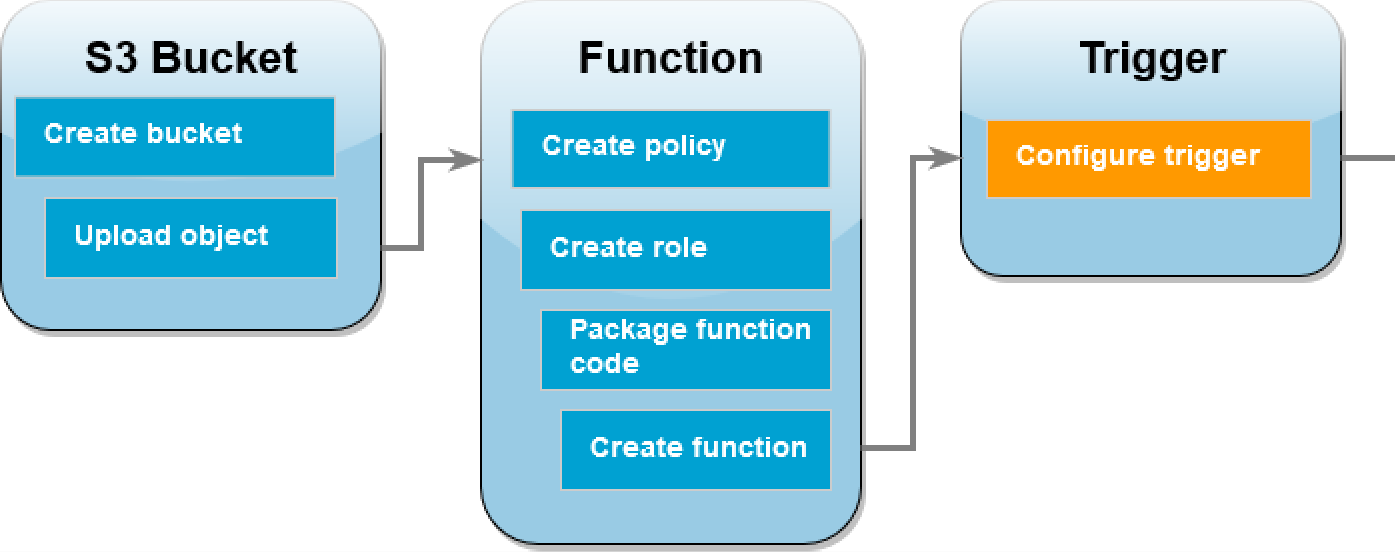 S3 Bucket
Create bucket
Upload object
Function
Create policy
Create role
Package function
code
Create function
Trigger
Configure trigger